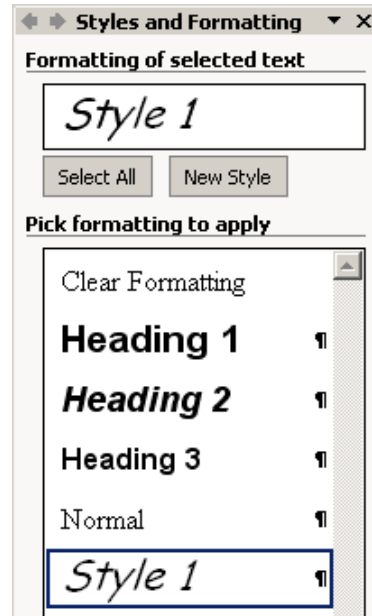 Styles and Formatting
Formatting of selected text
Style 1
Select All New Style
Pick formatting to apply
Clear Formatting
Heading 1 ¶
Heading 2 ¶
Heading 3 ¶
Normal ¶
Style 1 ¶